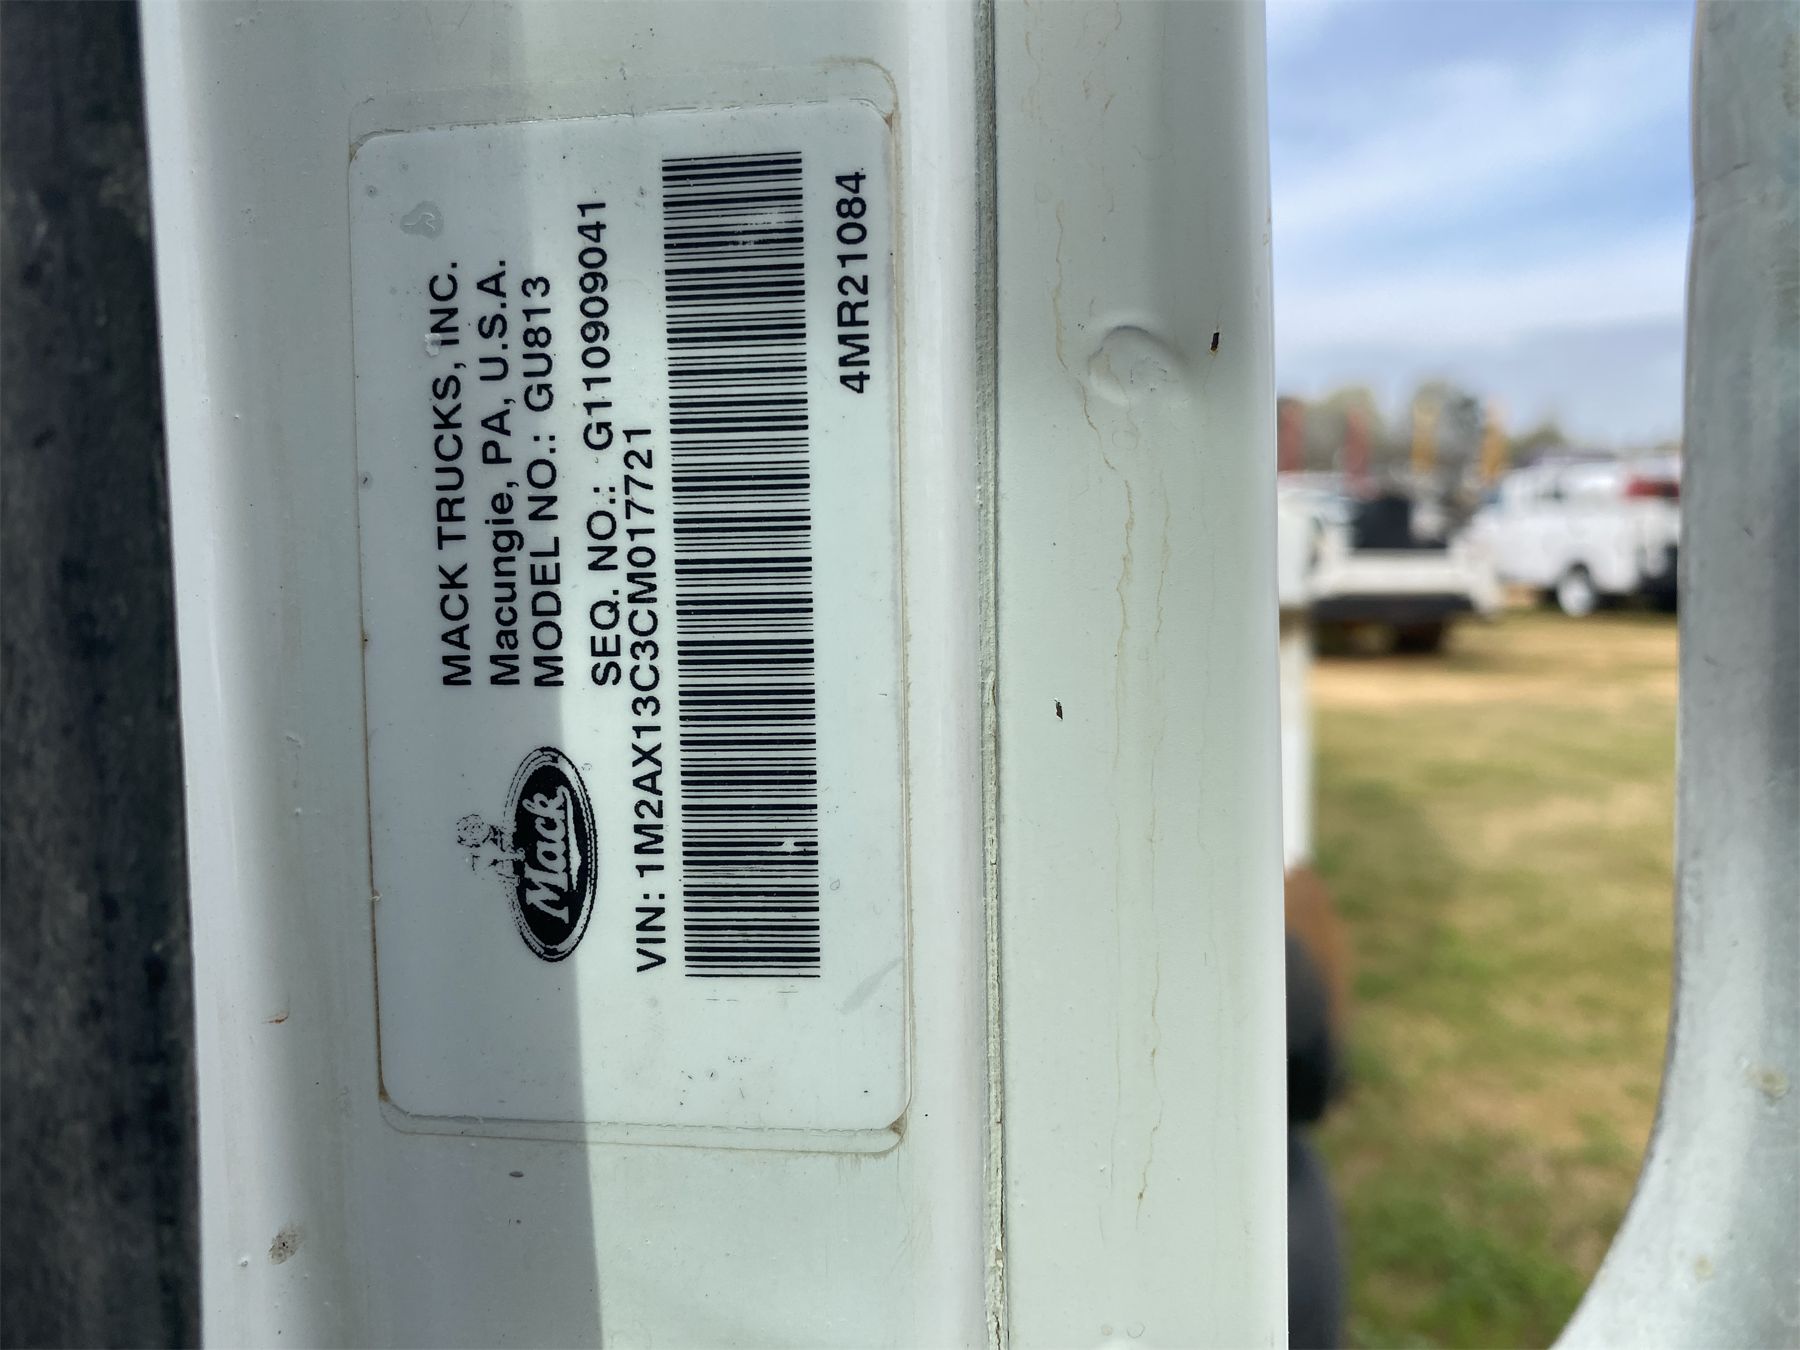 MACK TRUCKS, INC.
Macungie, PA, U.S.A.
MODEL NO.: GU813
SEQ. NO.: G110909041
Mack
VIN: 1M2AX13C3CM017721
4MR21084